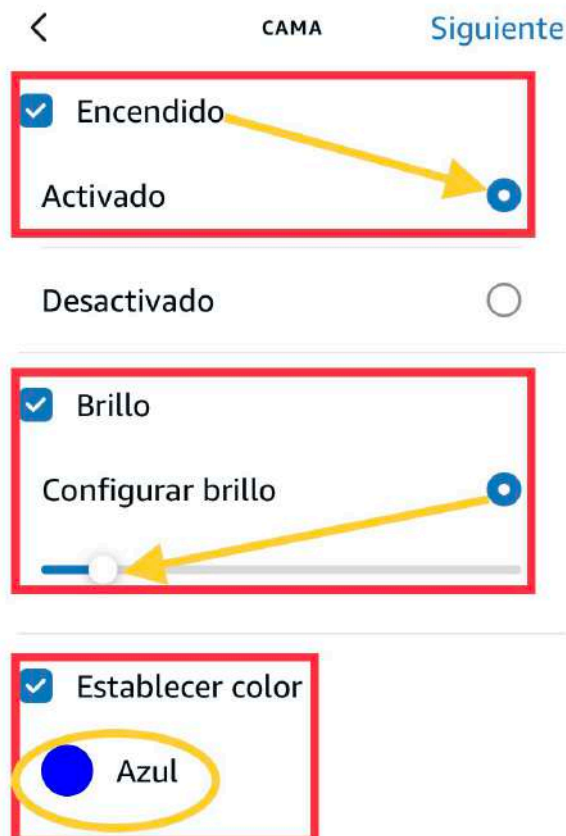 CAMA
Siguiente
Encendido
Activado
Desactivado
Brillo
Configurar brillo
Establecer color
Azul